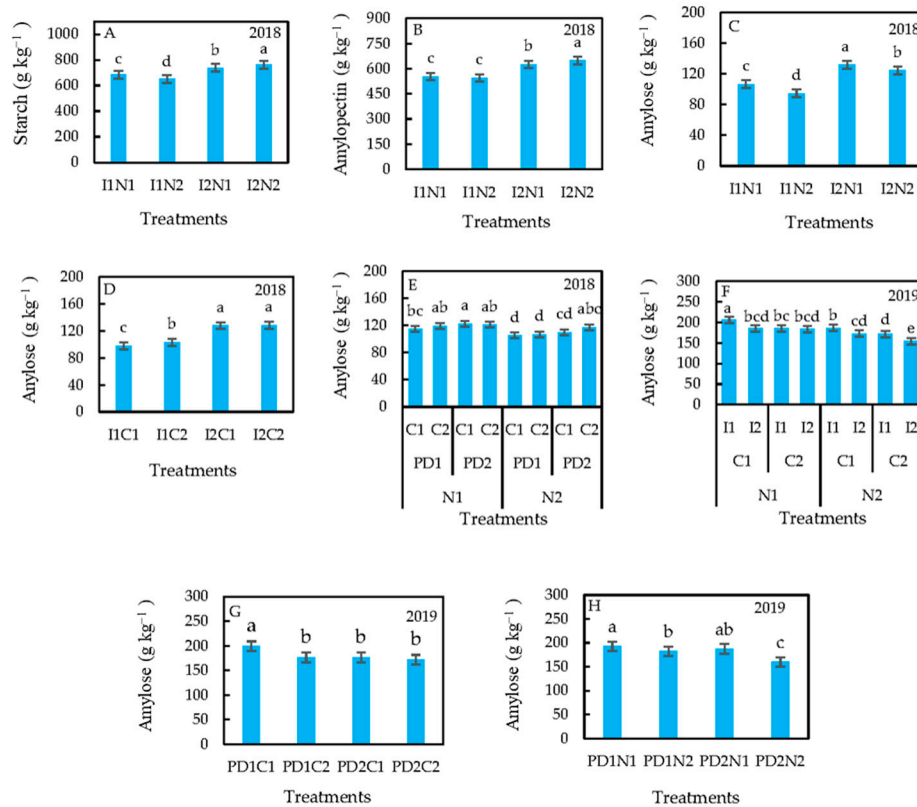 A 2018
Starch (g kg⁻¹)
1000
800
600
400
200
0
c d b a
I1N1 I1N2 I2N1 I2N2
Treatments
B 2018
Amylopectin (g kg⁻¹)
900
750
600
450
300
150
0
c c b a
I1N1 I1N2 I2N1 I2N2
Treatments
C 2018
Amylose (g kg⁻¹)
200
160
120
80
40
0
c d a b
I1N1 I1N2 I2N1 I2N2
Treatments
D 2018
Amylose (g kg⁻¹)
200
160
120
80
40
0
c b a a
I1C1 I1C2 I2C1 I2C2
Treatments
E 2018
Amylose (g kg⁻¹)
200
160
120
80
40
0
bc ab a ab d d cd abc
C1 C2 C1 C2 C1 C2 C1 C2
PD1 PD2 PD1 PD2
N1 N2
Treatments
F 2019
Amylose (g kg⁻¹)
300
250
200
150
100
50
0
a bcd bc bcd b cd d e
I1 I2 I1 I2 I1 I2 I1 I2
C1 C2 C1 C2
N1 N2
Treatments
G 2019
Amylose (g kg⁻¹)
300
250
200
150
100
50
0
a b b b
PD1C1 PD1C2 PD2C1 PD2C2
Treatments
H 2019
Amylose (g kg⁻¹)
300
250
200
150
100
50
0
a b ab c
PD1N1 PD1N2 PD2N1 PD2N2
Treatments